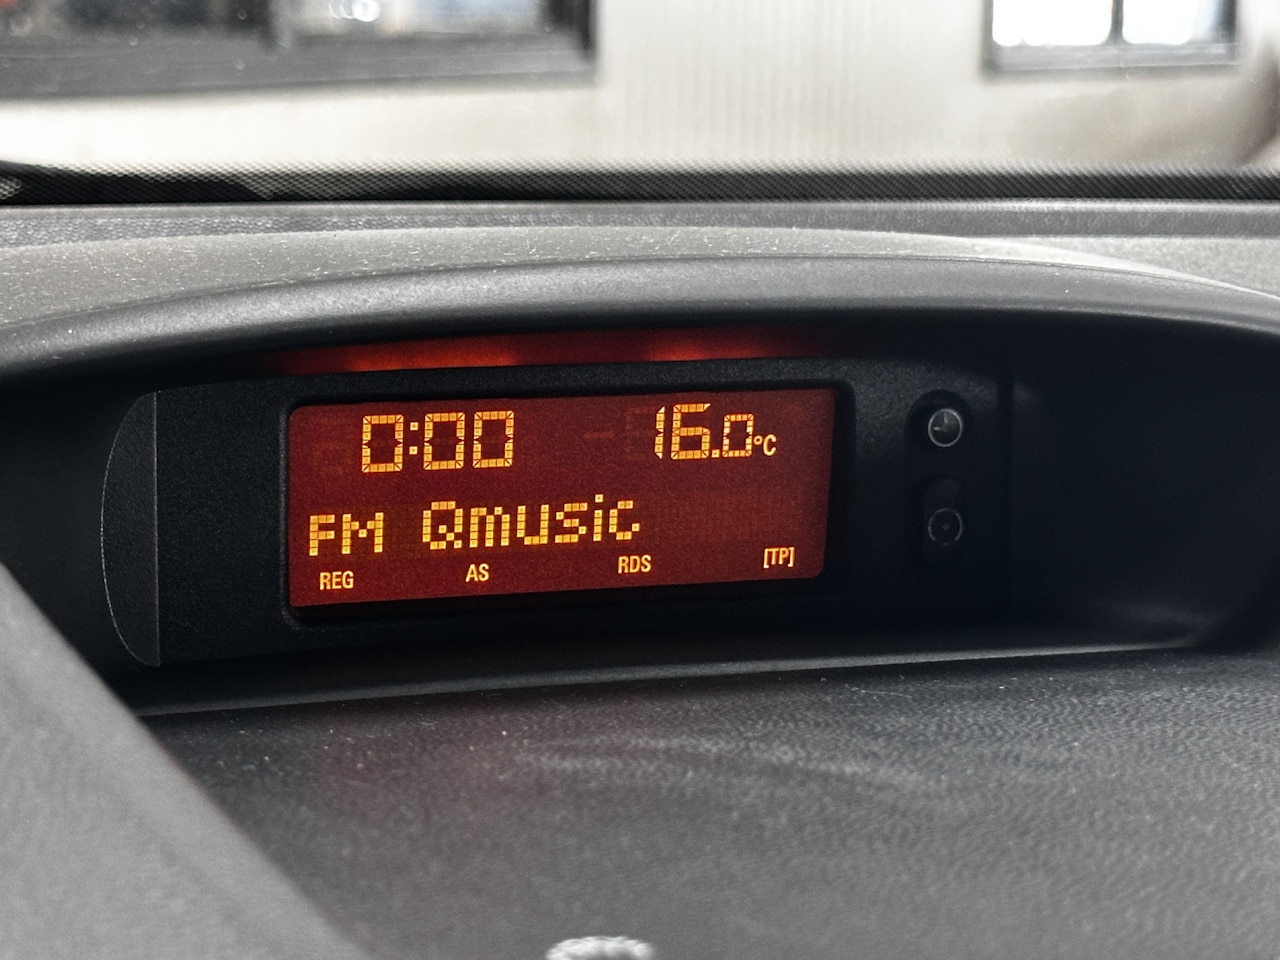 0:00 16.0°C
FM Qmusic
REG AS RDS [TP]